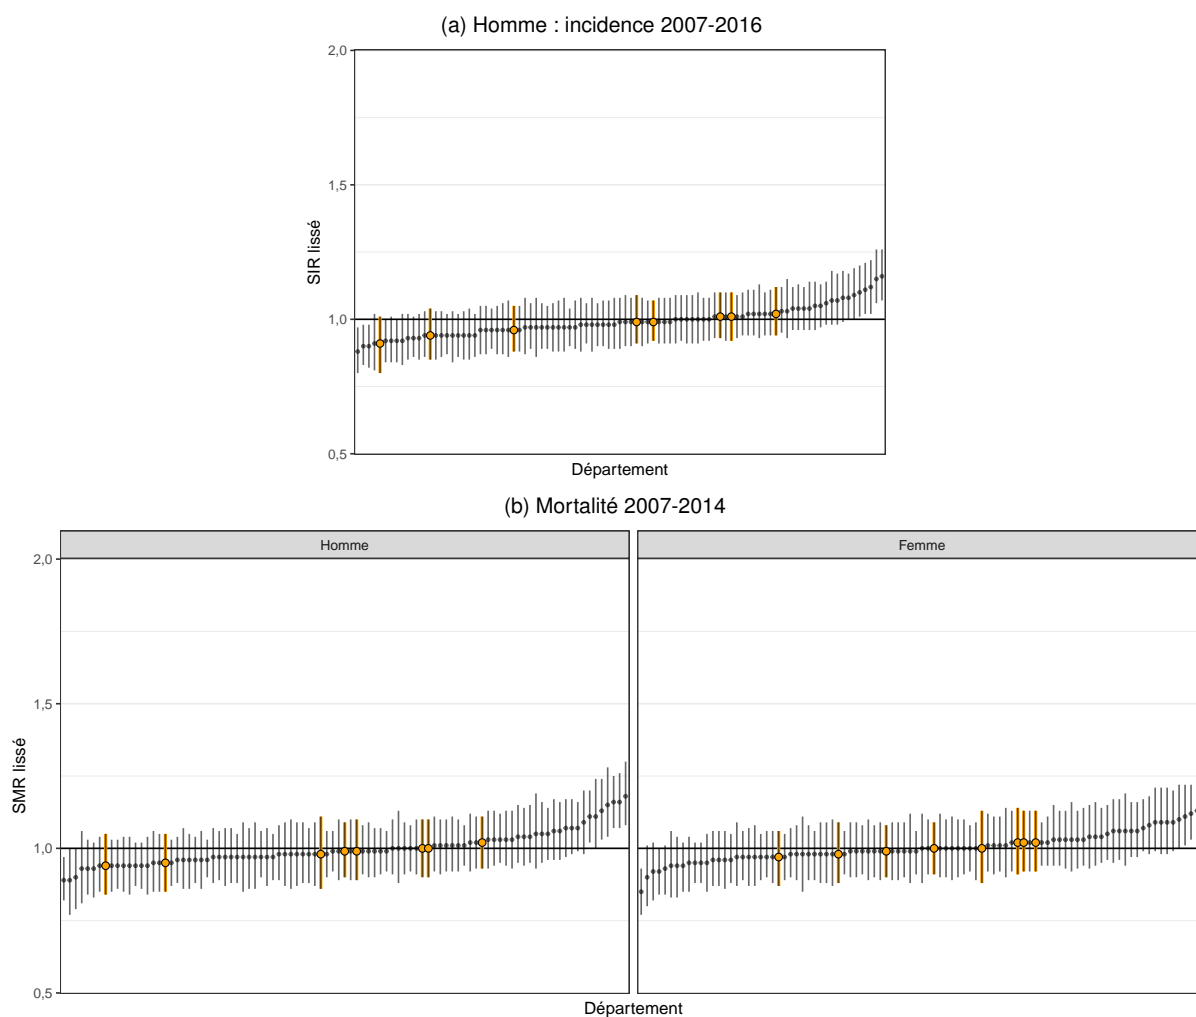 (a) Homme : incidence 2007-2016
2,0
1,5
1,0
0,5
SIR lissé
Département
(b) Mortalité 2007-2014
Homme
Femme
2,0
1,5
1,0
0,5
SMR lissé
Département